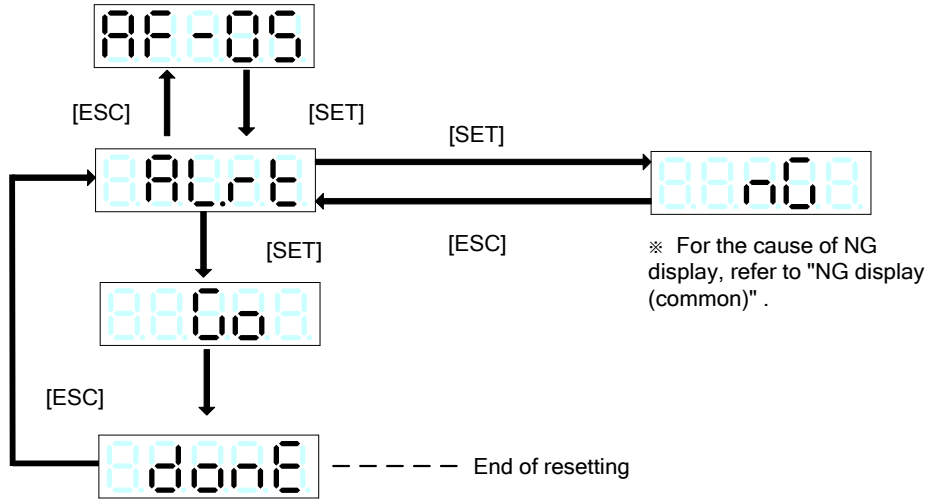 AF-05
[ESC]
[SET]
[SET]
AL.rt
nG
[SET]
[ESC]
※ For the cause of NG
display, refer to "NG display
(common)" .
Go
[ESC]
donE
End of resetting